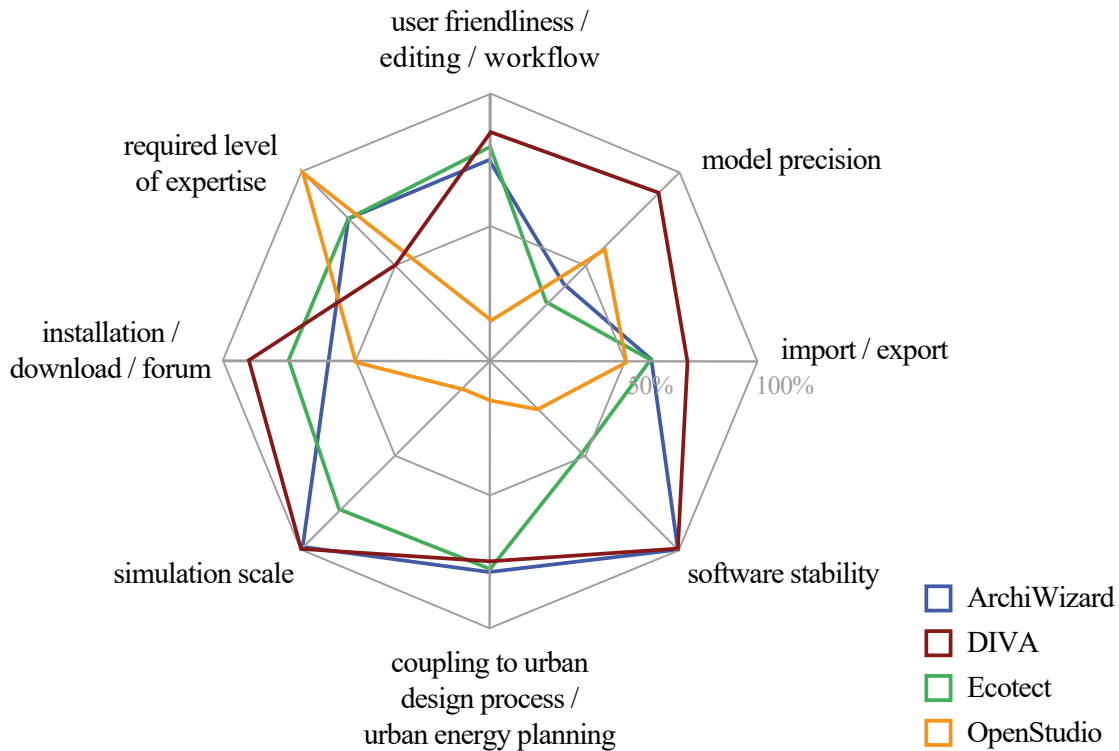 user friendliness /
editing / workflow
required level
of expertise
model precision
installation /
download / forum
import / export
50%
100%
simulation scale
software stability
coupling to urban
design process /
urban energy planning
ArchiWizard
DIVA
Ecotect
OpenStudio